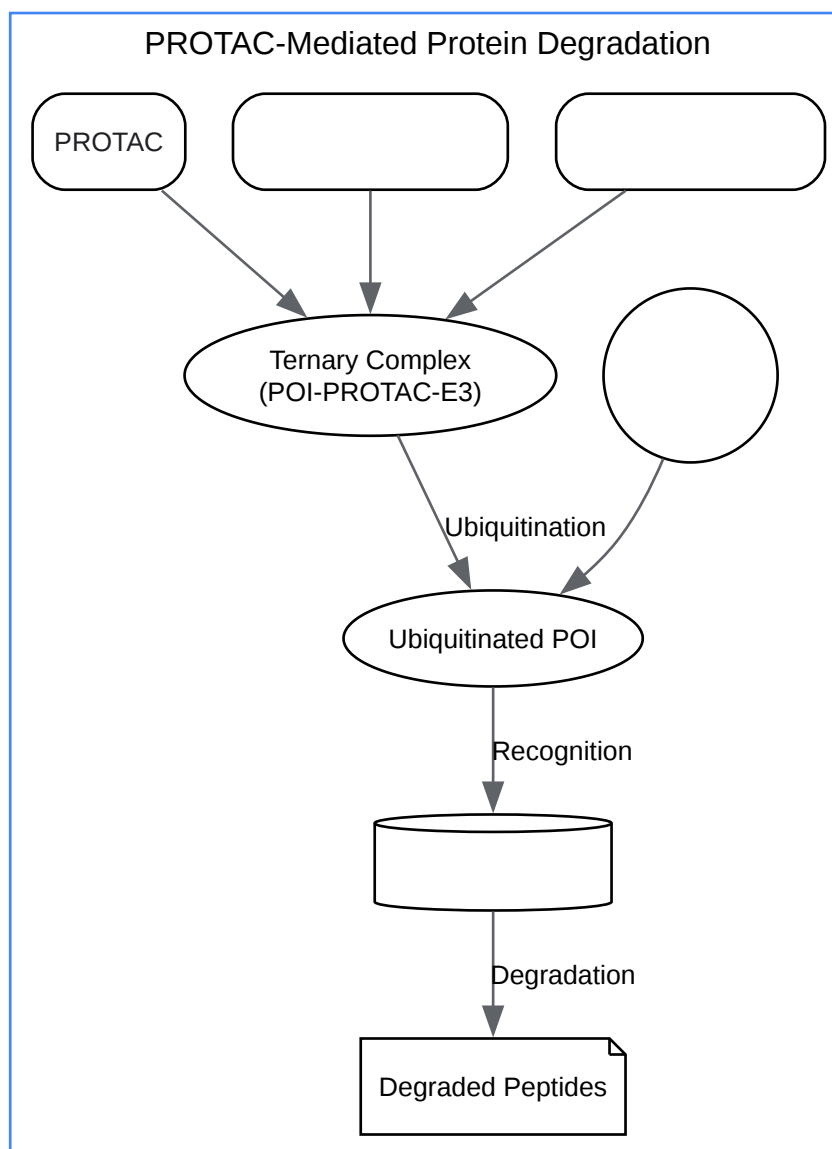 PROTAC-Mediated Protein Degradation
PROTAC
Ternary Complex
(POI-PROTAC-E3)
Ubiquitination
Ubiquitinated POI
Recognition
Degradation
Degraded Peptides